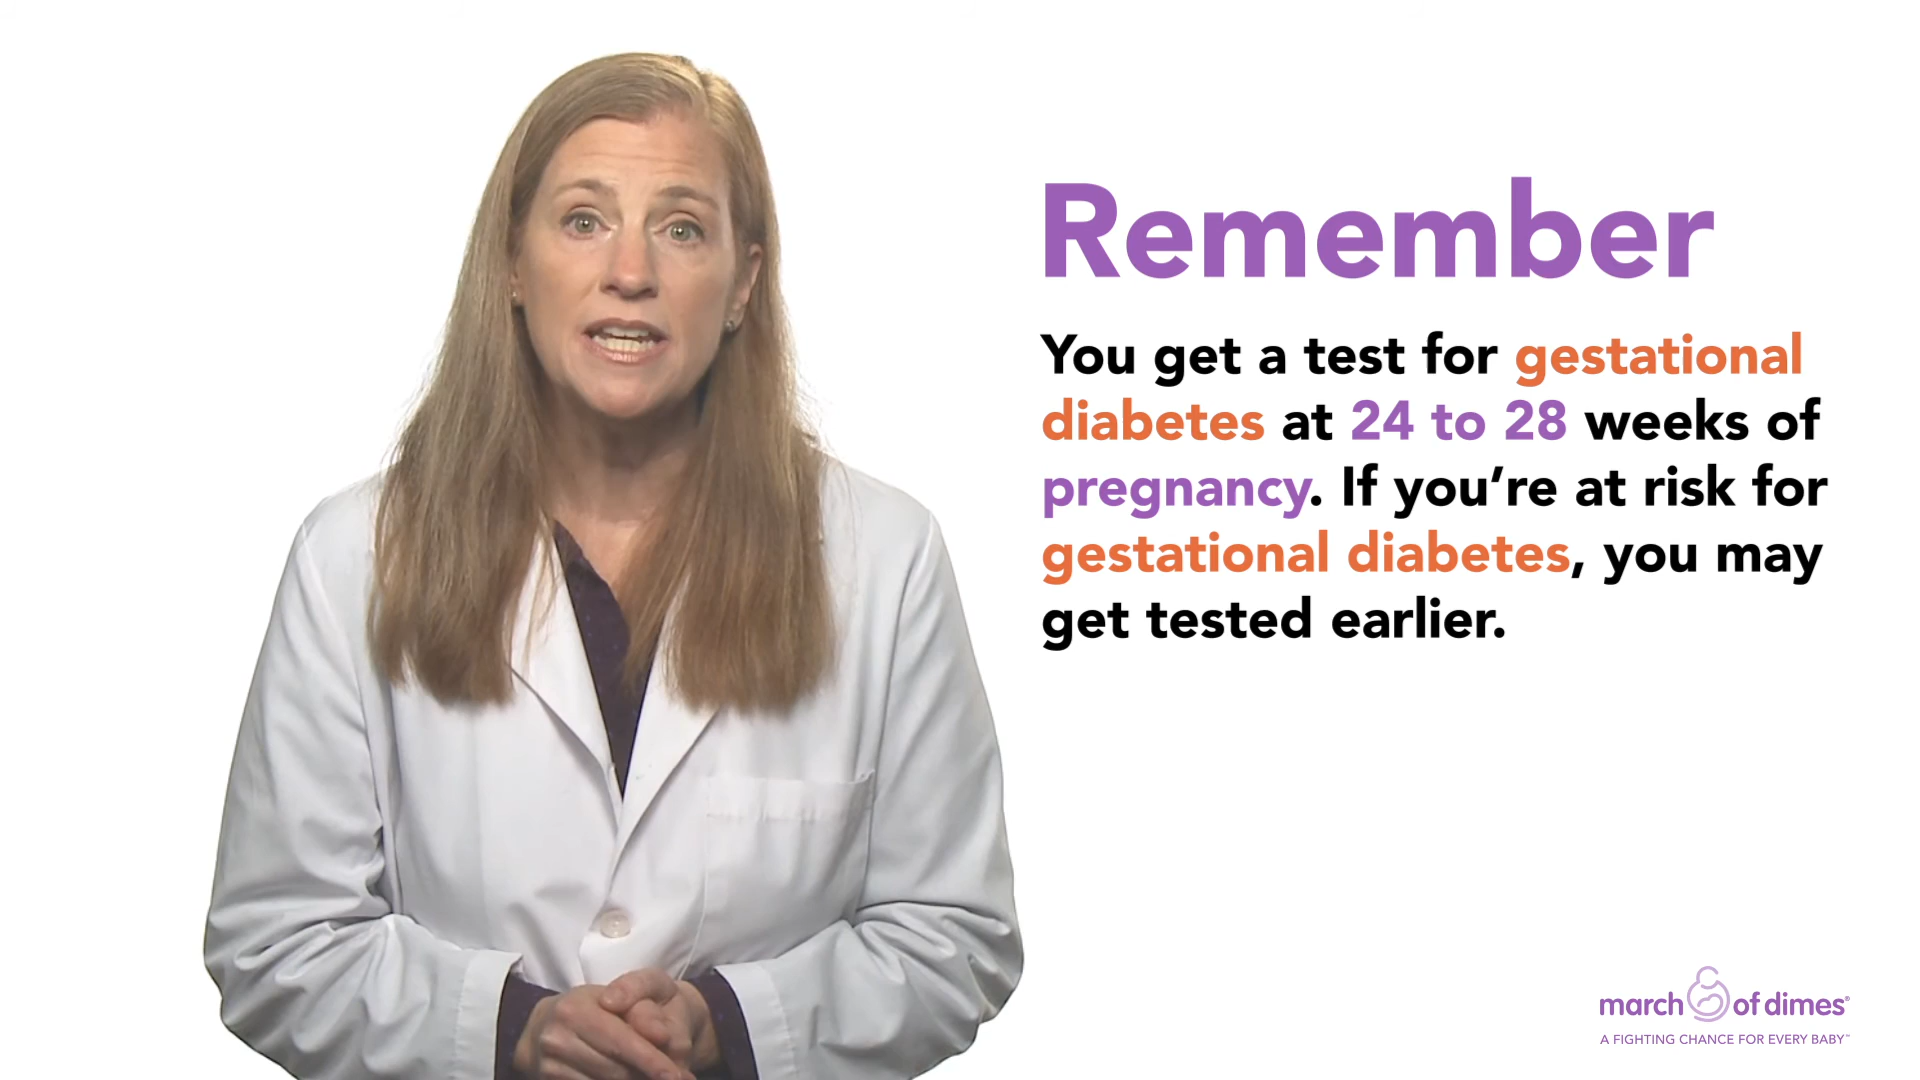 Remember
You get a test for gestational
diabetes at 24 to 28 weeks of
pregnancy. If you’re at risk for
gestational diabetes, you may
get tested earlier.
march of dimes®
A FIGHTING CHANCE FOR EVERY BABY™